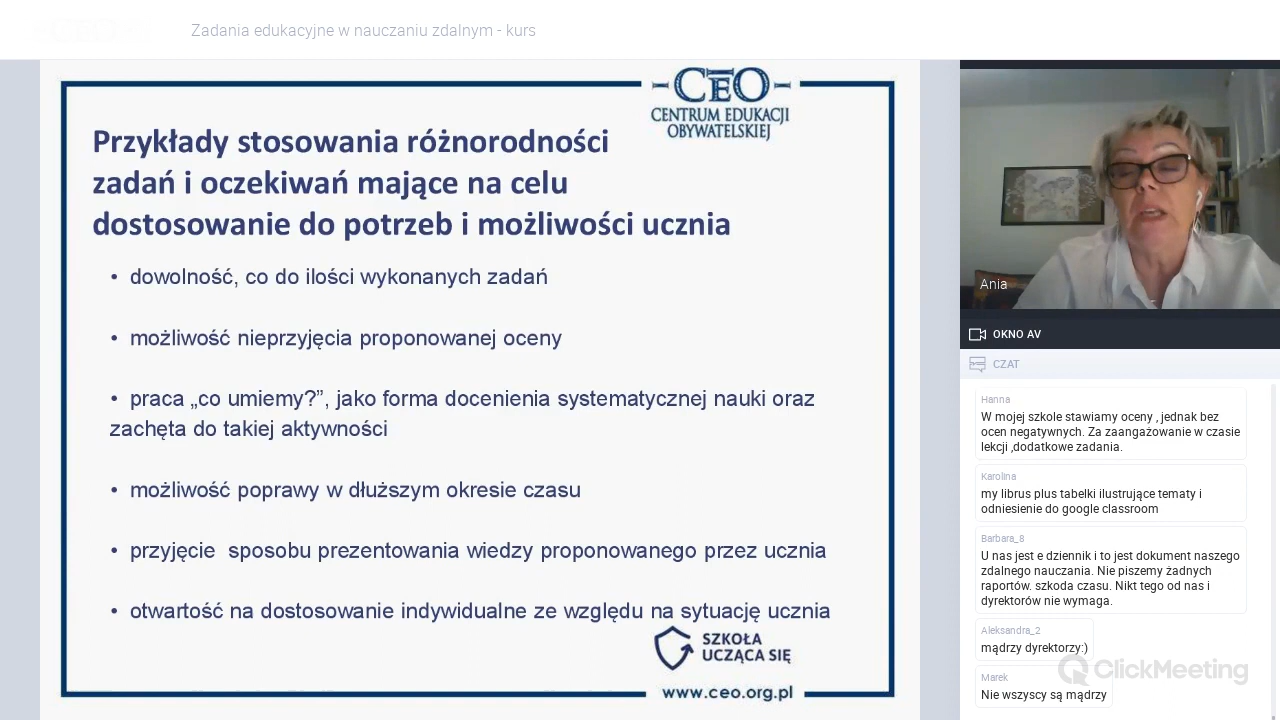 Zadania edukacyjne w nauczaniu zdalnym - kurs
CEO
CENTRUM EDUKACJI
OBYWATELSKIEJ
Przykłady stosowania różnorodności
zadań i oczekiwań mające na celu
dostosowanie do potrzeb i możliwości ucznia
• dowolność, co do ilości wykonanych zadań
• możliwość nieprzyjęcia proponowanej oceny
• praca „co umiemy?”, jako forma docenienia systematycznej nauki oraz
zachęta do takiej aktywności
• możliwość poprawy w dłuższym okresie czasu
• przyjęcie  sposobu prezentowania wiedzy proponowanego przez ucznia
• otwartość na dostosowanie indywidualne ze względu na sytuację ucznia
SZKOŁA
UCZĄCA SIĘ
www.ceo.org.pl
Ania
OKNO AV
CZAT
Hanna
W mojej szkole stawiamy oceny , jednak bez
ocen negatywnych. Za zaangażowanie w czasie
lekcji ,dodatkowe zadania.
Karolina
my librus plus tabelki ilustrujące tematy i
odniesienie do google classroom
Barbara_8
U nas jest e dziennik i to jest dokument naszego
zdalnego nauczania. Nie piszemy żadnych
raportów. szkoda czasu. Nikt tego od nas i
dyrektorów nie wymaga.
Aleksandra_2
mądrzy dyrektorzy:)
Marek
Nie wszyscy są mądrzy
ClickMeeting